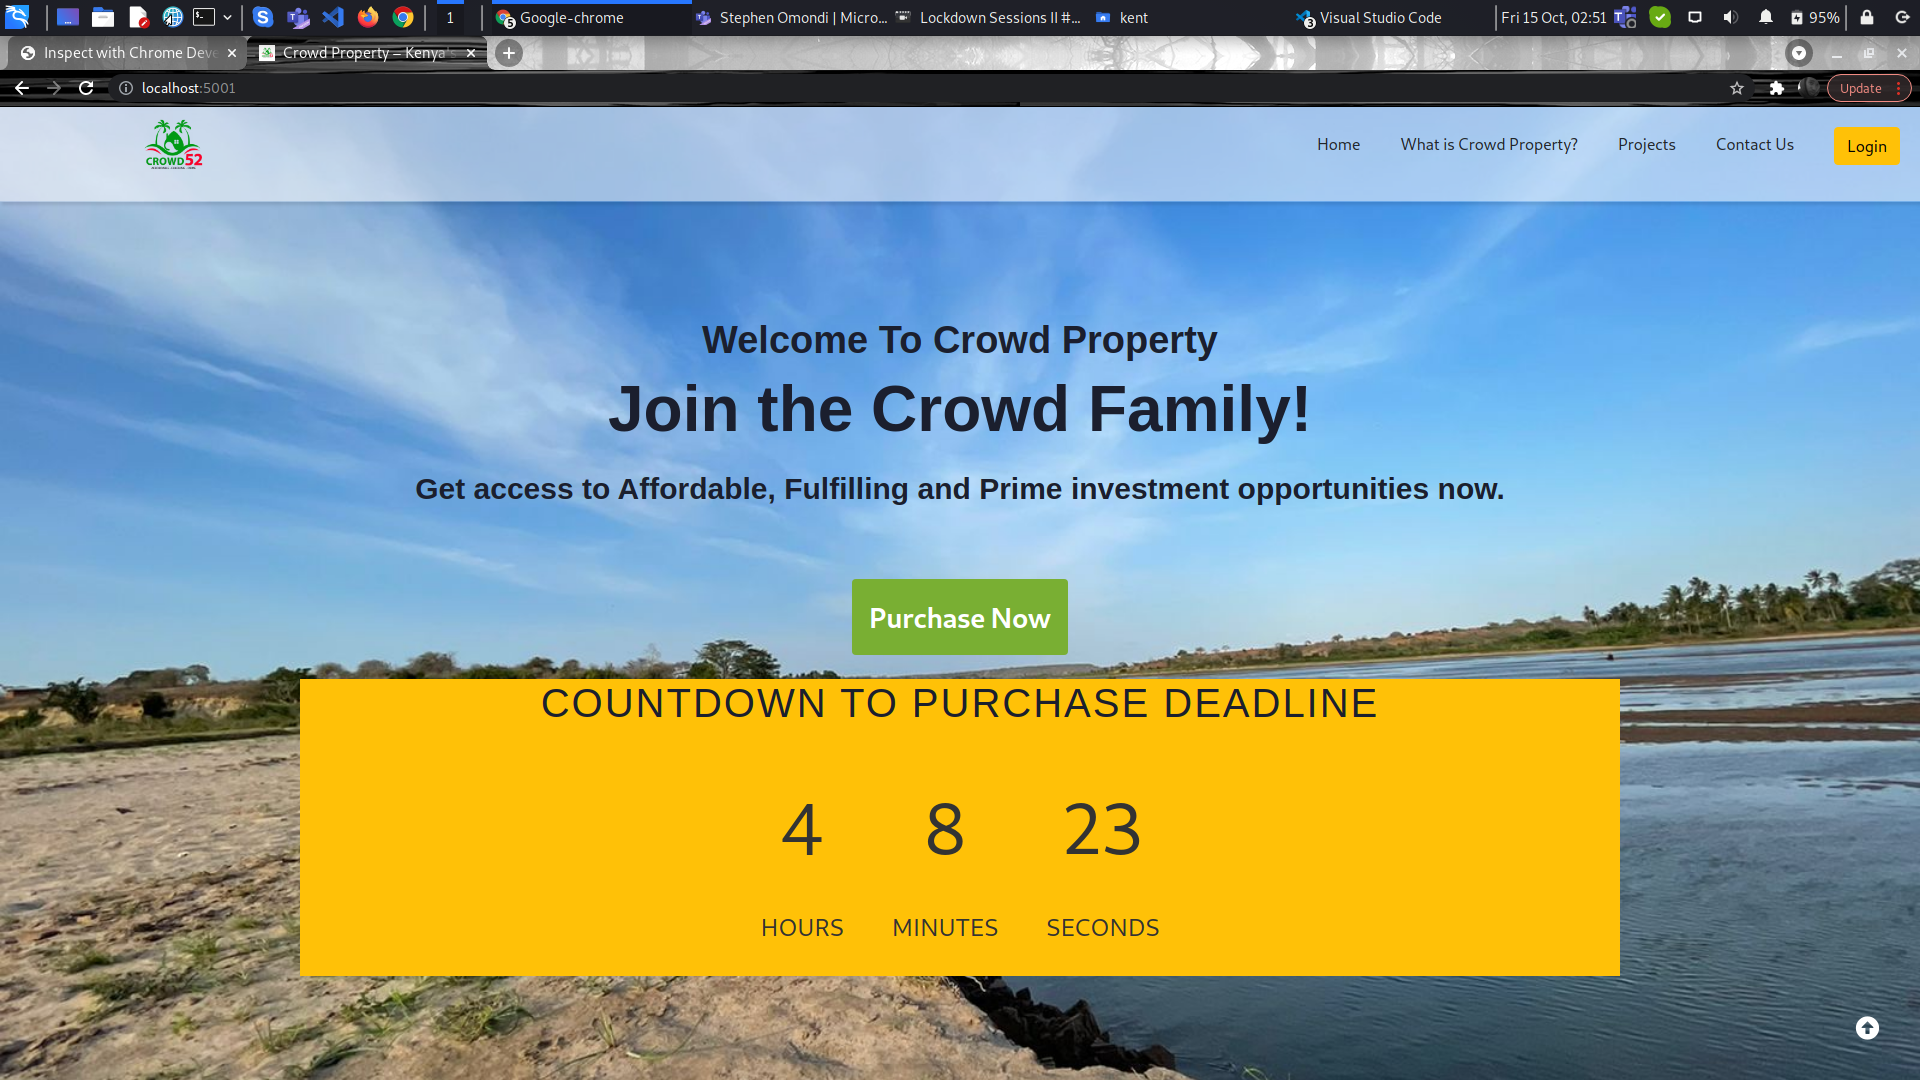 1
Google-chrome
Stephen Omondi | Micro...
Lockdown Sessions II #...
kent
Visual Studio Code
Fri 15 Oct, 02:51
95%
Inspect with Chrome Deve
Crowd Property – Kenya's
localhost:5001
Update
CROWD52
Home
What is Crowd Property?
Projects
Contact Us
Login
Welcome To Crowd Property
Join the Crowd Family!
Get access to Affordable, Fulfilling and Prime investment opportunities now.
Purchase Now
COUNTDOWN TO PURCHASE DEADLINE
4 8 23
HOURS MINUTES SECONDS